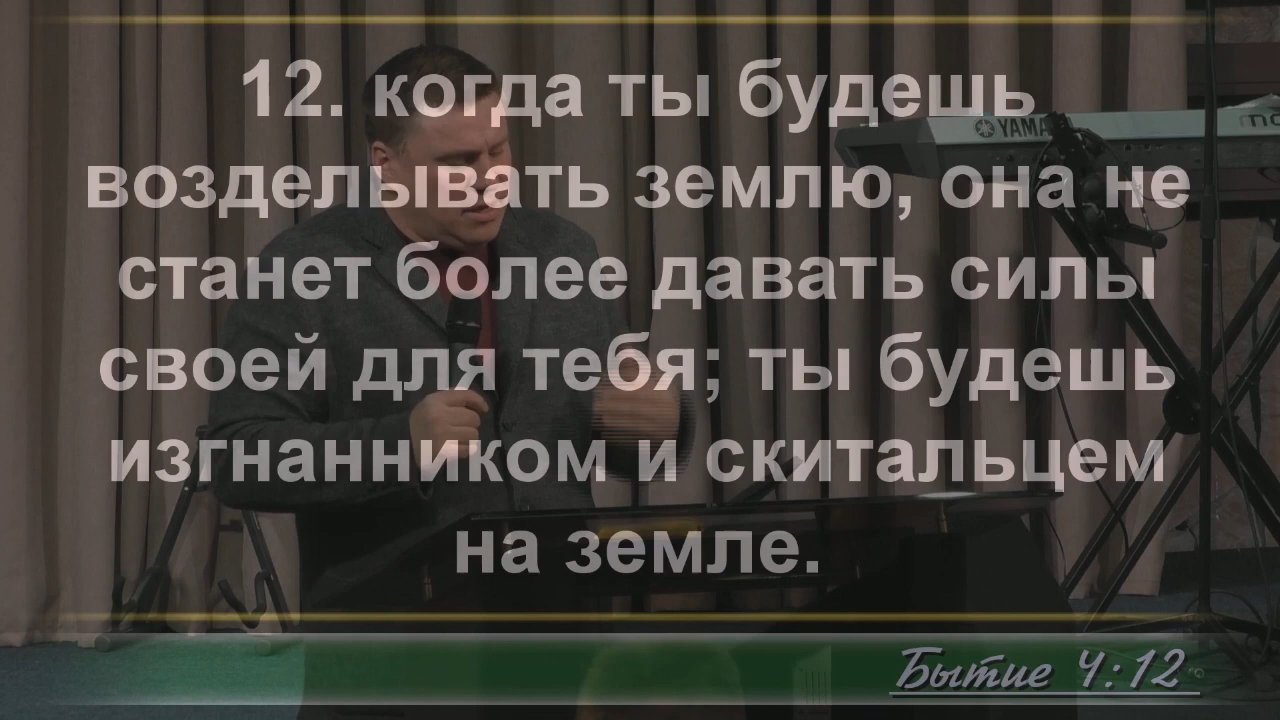 12. когда ты будешь
возделывать землю, она не
станет более давать силы
своей для тебя; ты будешь
изгнанником и скитальцем
на земле.
Бытие 4:12